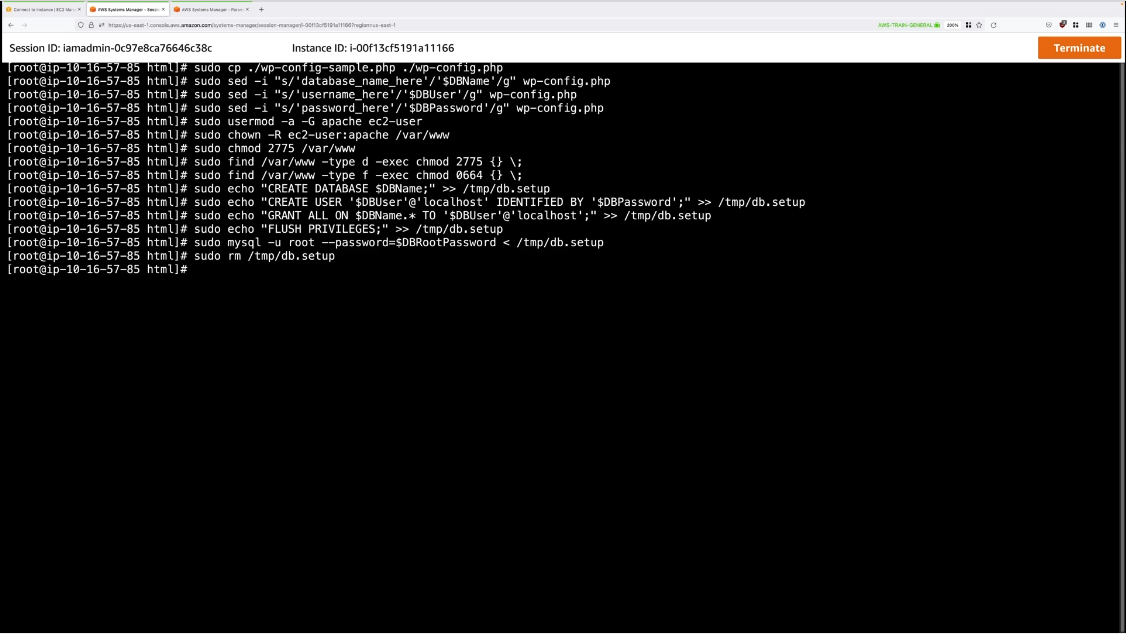 Connect to instance | EC2 Man
AWS Systems Manager - Sessi
AWS Systems Manager - Param
https://us-east-1.console.aws.amazon.com/systems-manager/session-manager/i-00f13cf5191a11166?region=us-east-1
AWS-TRAIN-GENERAL
200%
Session ID: iamadmin-0c97e8ca76646c38c
Instance ID: i-00f13cf5191a11166
Terminate
[root@ip-10-16-57-85 html]# sudo cp ./wp-config-sample.php ./wp-config.php
[root@ip-10-16-57-85 html]# sudo sed -i "s/'database_name_here'/'$DBName'/g" wp-config.php
[root@ip-10-16-57-85 html]# sudo sed -i "s/'username_here'/'$DBUser'/g" wp-config.php
[root@ip-10-16-57-85 html]# sudo sed -i "s/'password_here'/'$DBPassword'/g" wp-config.php
[root@ip-10-16-57-85 html]# sudo usermod -a -G apache ec2-user
[root@ip-10-16-57-85 html]# sudo chown -R ec2-user:apache /var/www
[root@ip-10-16-57-85 html]# sudo chmod 2775 /var/www
[root@ip-10-16-57-85 html]# sudo find /var/www -type d -exec chmod 2775 {} \;
[root@ip-10-16-57-85 html]# sudo find /var/www -type f -exec chmod 0664 {} \;
[root@ip-10-16-57-85 html]# sudo echo "CREATE DATABASE $DBName;" >> /tmp/db.setup
[root@ip-10-16-57-85 html]# sudo echo "CREATE USER '$DBUser'@'localhost' IDENTIFIED BY '$DBPassword';" >> /tmp/db.setup
[root@ip-10-16-57-85 html]# sudo echo "GRANT ALL ON $DBName.* TO '$DBUser'@'localhost';" >> /tmp/db.setup
[root@ip-10-16-57-85 html]# sudo echo "FLUSH PRIVILEGES;" >> /tmp/db.setup
[root@ip-10-16-57-85 html]# sudo mysql -u root --password=$DBRootPassword < /tmp/db.setup
[root@ip-10-16-57-85 html]# sudo rm /tmp/db.setup
[root@ip-10-16-57-85 html]#